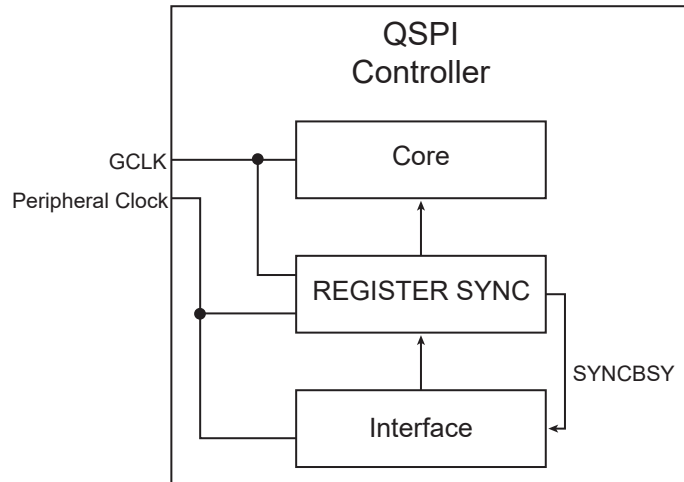 QSPI
Controller
GCLK
Core
Peripheral Clock
REGISTER SYNC
SYNCBSY
Interface